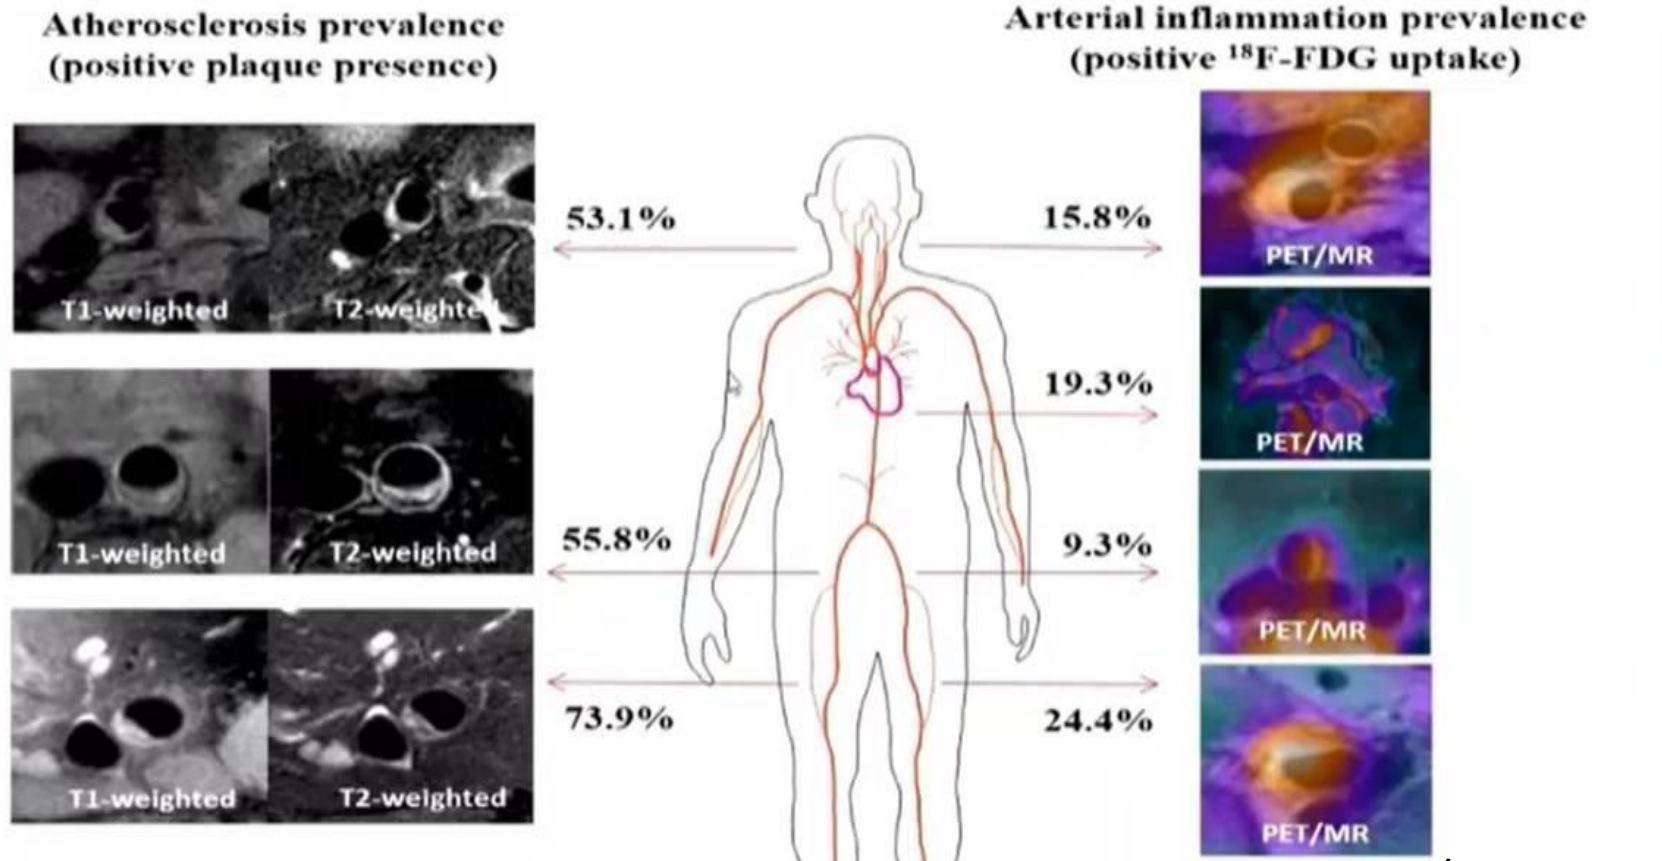 Atherosclerosis prevalence
(positive plaque presence)
Arterial inflammation prevalence
(positive ¹⁸F-FDG uptake)
T1-weighted
T2-weighte
53.1%
15.8%
PET/MR
19.3%
PET/MR
T1-weighted
T2-weighted
55.8%
9.3%
PET/MR
T1-weighted
T2-weighted
73.9%
24.4%
PET/MR